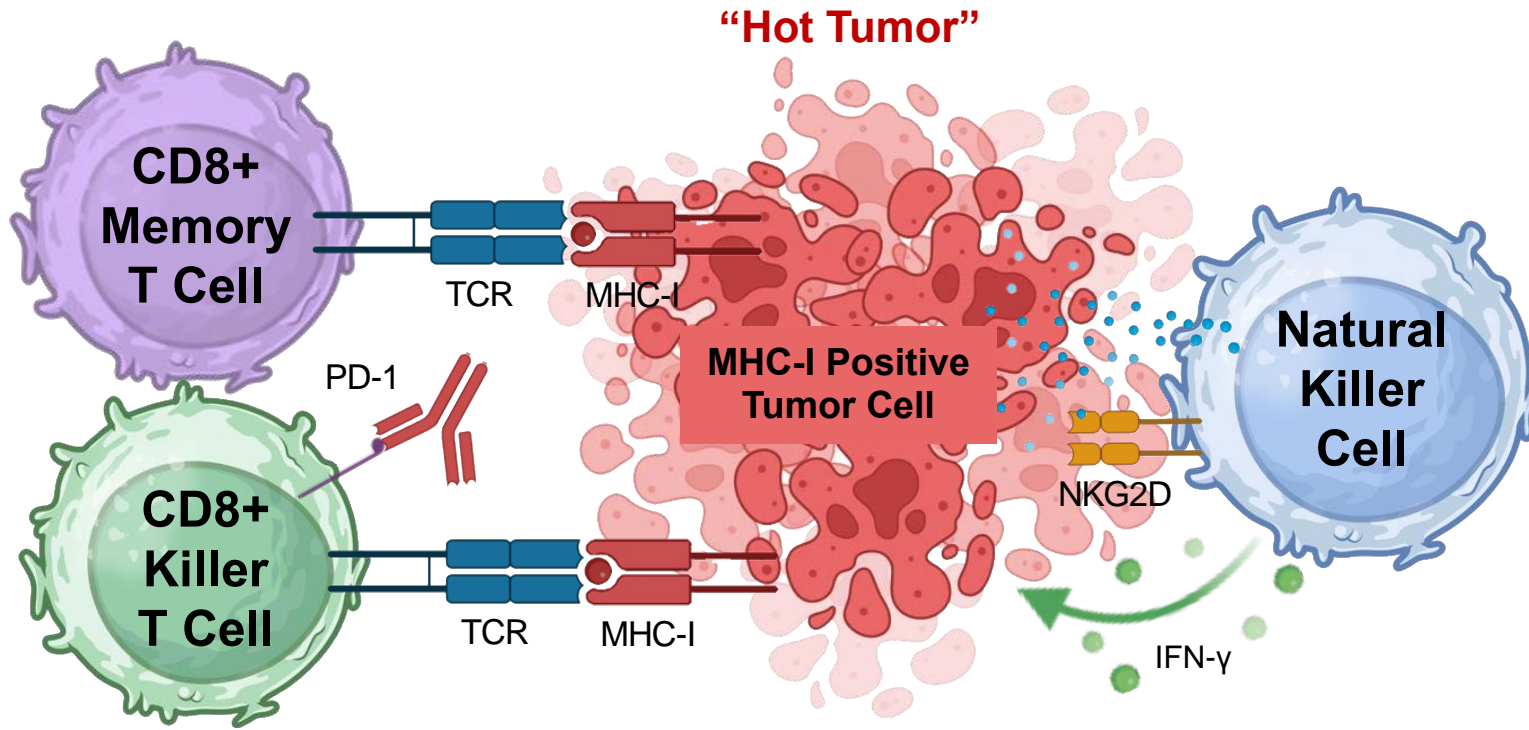 “Hot Tumor”
CD8+
Memory
T Cell
TCR
MHC-I
PD-1
MHC-I Positive
Tumor Cell
Natural
Killer
Cell
NKG2D
CD8+
Killer
T Cell
TCR
MHC-I
IFN-γ